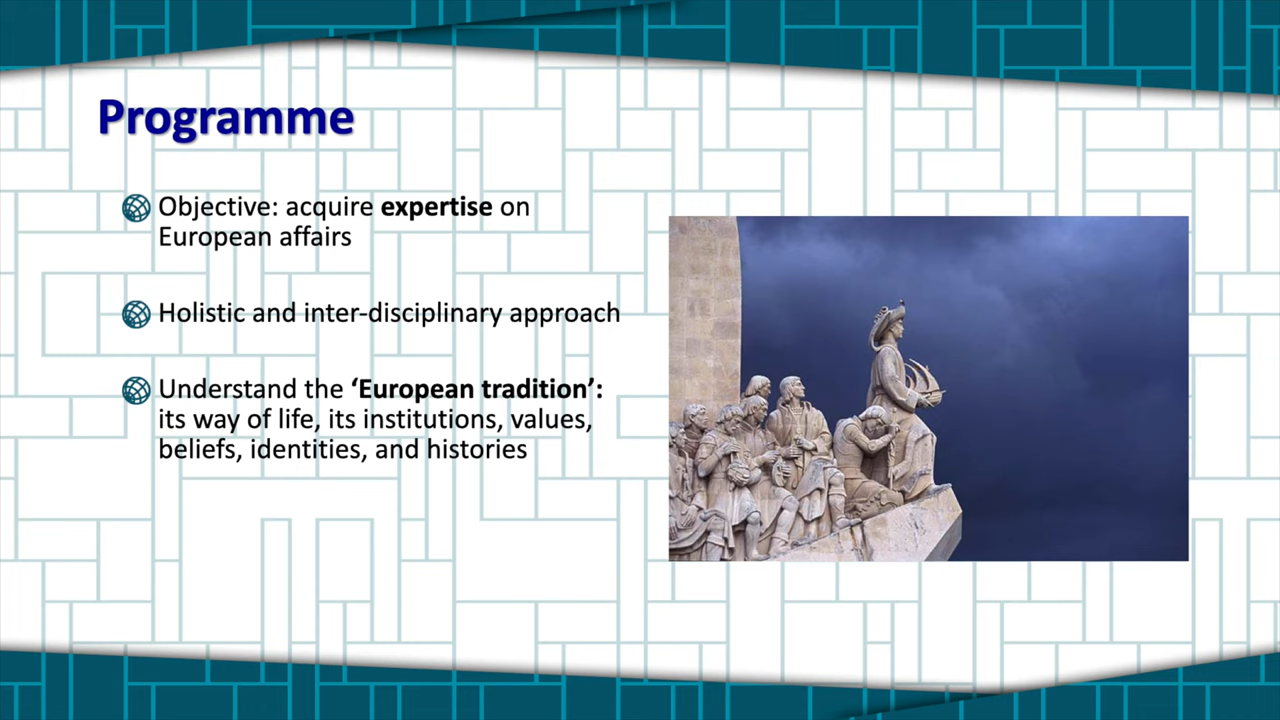 Programme
Objective: acquire expertise on
European affairs
Holistic and inter-disciplinary approach
Understand the ‘European tradition’:
its way of life, its institutions, values,
beliefs, identities, and histories